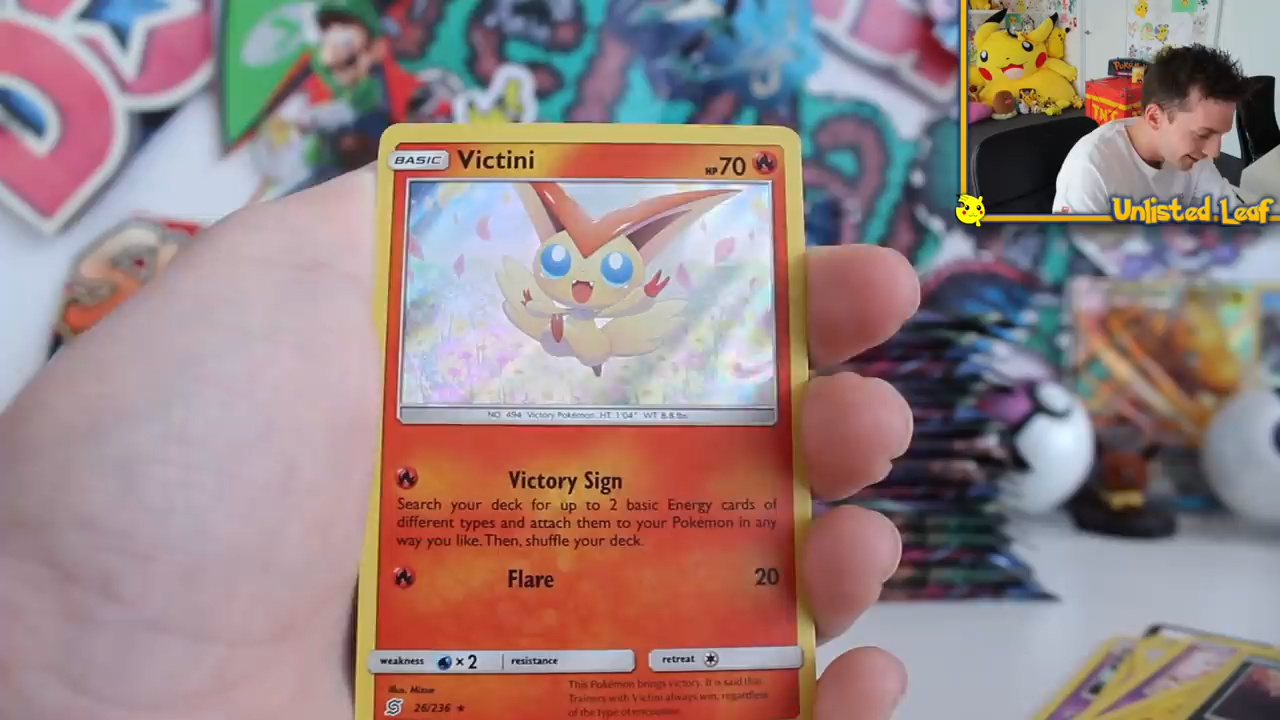 BASIC Victini HP 70
NO. 494 Victory Pokémon HT: 1'04" WT: 8.8 lbs.
Victory Sign
Search your deck for up to 2 basic Energy cards of
different types and attach them to your Pokémon in any
way you like. Then, shuffle your deck.
Flare 20
weakness ×2 resistance retreat
Illus. Mizue
26/236 ★
This Pokémon brings victory. It is said that
Trainers with Victini always win, regardless
of the type of encounter.
Unlisted.Leaf